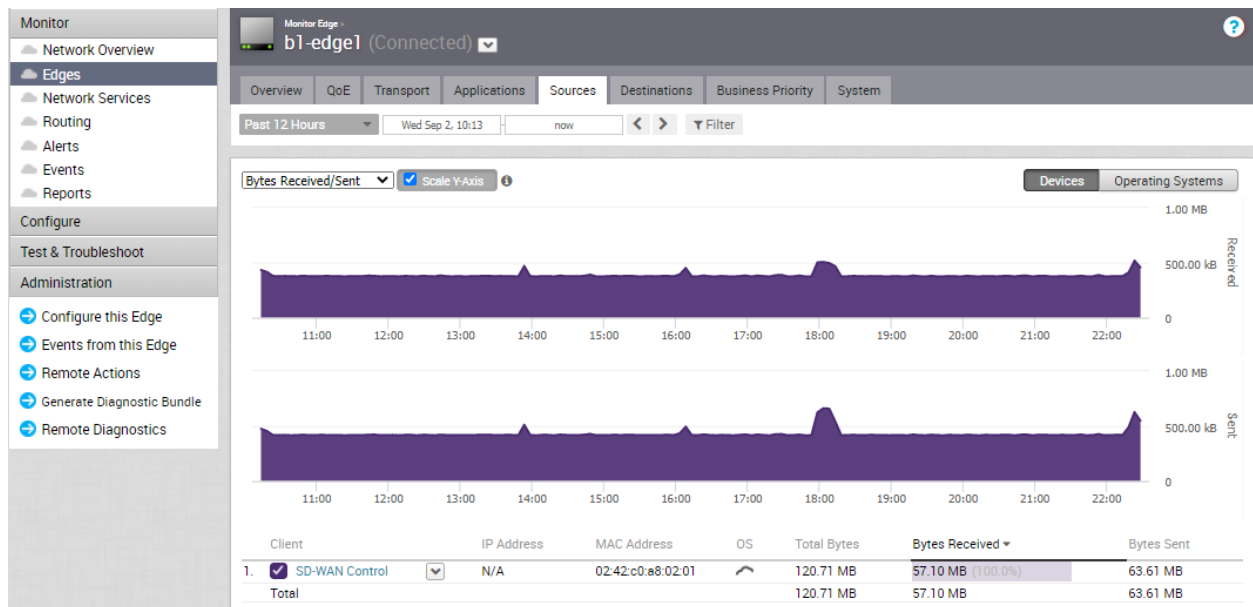 Monitor
Network Overview
Edges
Network Services
Routing
Alerts
Events
Reports
Configure
Test & Troubleshoot
Administration
Configure this Edge
Events from this Edge
Remote Actions
Generate Diagnostic Bundle
Remote Diagnostics
Monitor Edge >
b1-edge1 (Connected)
?
Overview QoE Transport Applications Sources Destinations Business Priority System
Past 12 Hours Wed Sep 2, 10:13 - now Filter
Bytes Received/Sent Scale Y-Axis Devices Operating Systems
1.00 MB
500.00 kB
0
Received
11:00 12:00 13:00 14:00 15:00 16:00 17:00 18:00 19:00 20:00 21:00 22:00
1.00 MB
500.00 kB
0
Sent
11:00 12:00 13:00 14:00 15:00 16:00 17:00 18:00 19:00 20:00 21:00 22:00
Client IP Address MAC Address OS Total Bytes Bytes Received Bytes Sent
1. SD-WAN Control N/A 02:42:c0:a8:02:01 120.71 MB 57.10 MB (100.0%) 63.61 MB
Total 120.71 MB 57.10 MB 63.61 MB